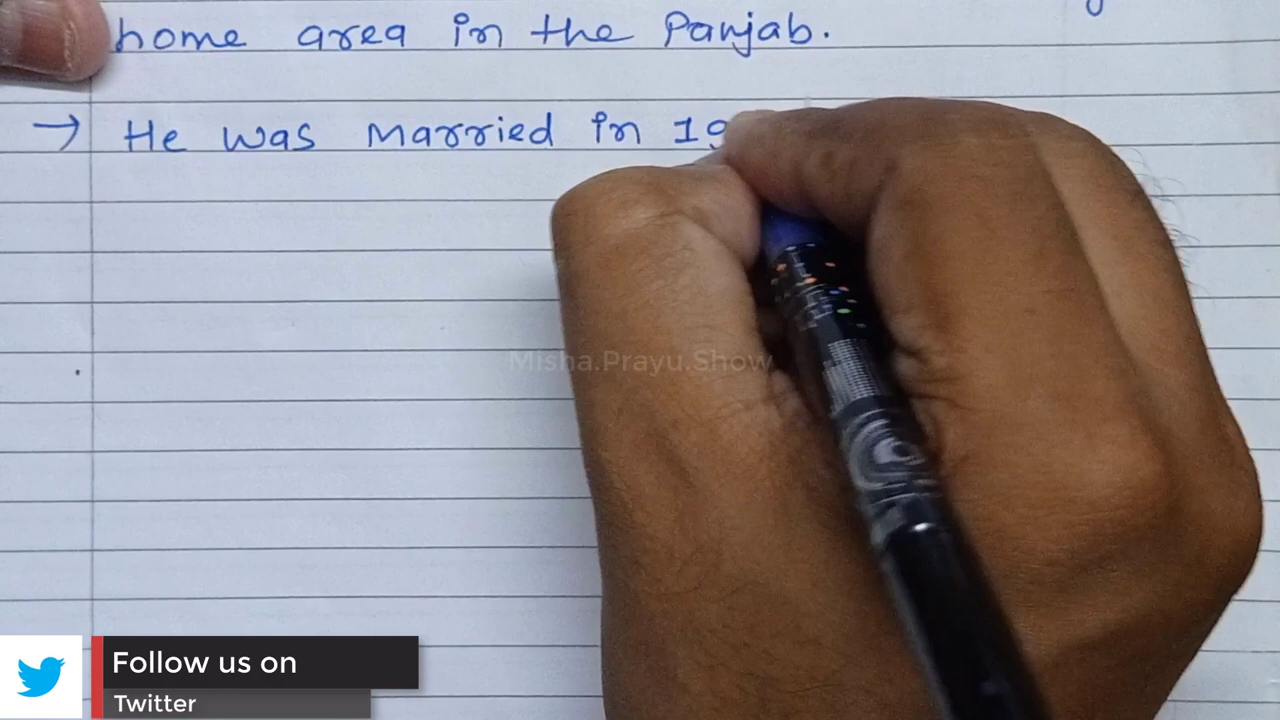 home area in the Panjab.
→ He was Married in 19
Misha.Prayu.Show
Follow us on
Twitter